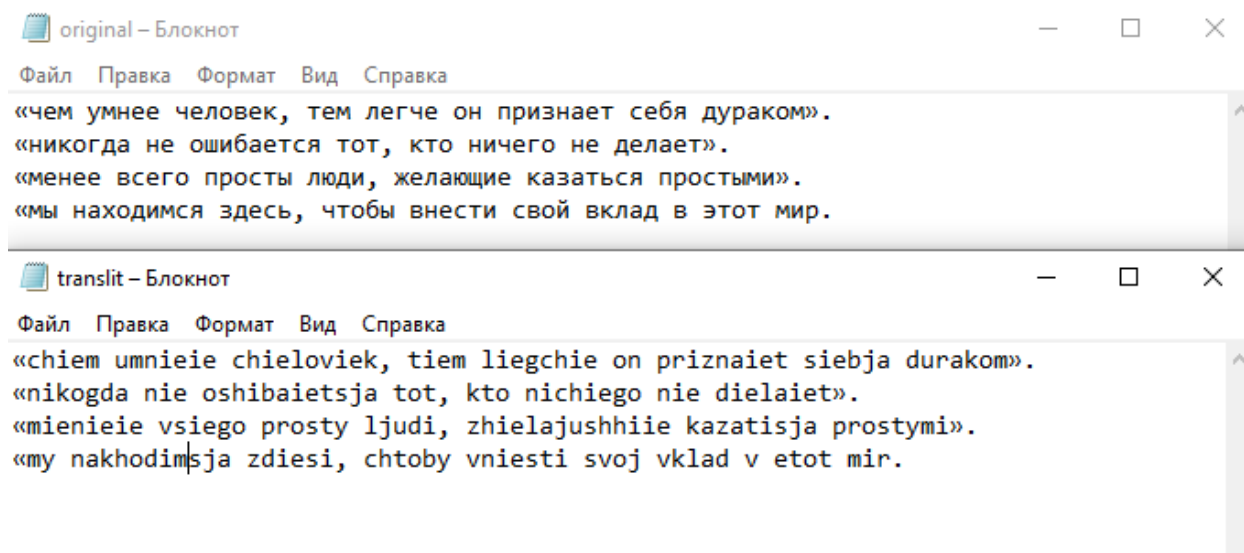 original – Блокнот
Файл Правка Формат Вид Справка
«чем умнее человек, тем легче он признает себя дураком».
«никогда не ошибается тот, кто ничего не делает».
«менее всего просты люди, желающие казаться простыми».
«мы находимся здесь, чтобы внести свой вклад в этот мир.
translit – Блокнот
Файл Правка Формат Вид Справка
«chiem umnieie chieloviek, tiem liegchie on priznaiet siebja durakom».
«nikogda nie oshibaietsja tot, kto nichiego nie dielaiet».
«mienieie vsiego prosty ljudi, zhielajushhiie kazatisja prostymi».
«my nakhodimsja zdiesi, chtoby vniesti svoj vklad v etot mir.